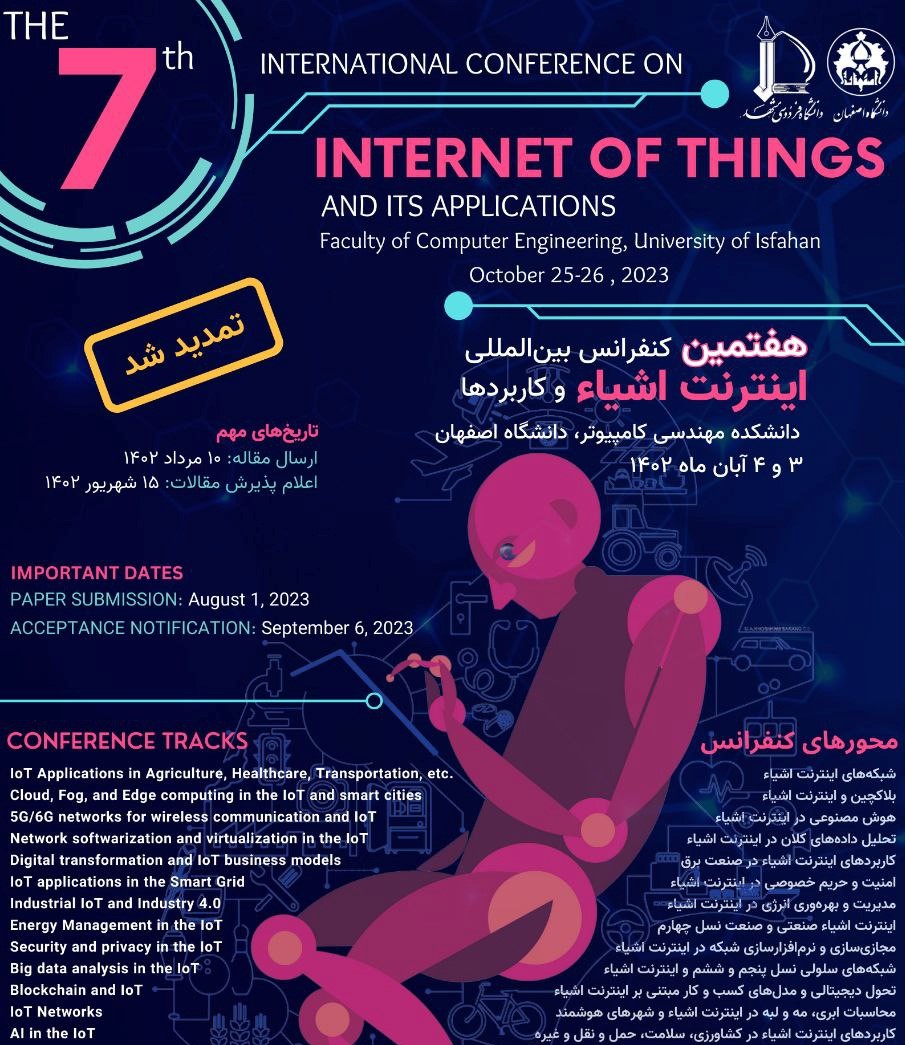 THE
7th
INTERNATIONAL CONFERENCE ON
دانشگاه فردوسی مشهد
دانشگاه اصفهان
INTERNET OF THINGS
AND ITS APPLICATIONS
Faculty of Computer Engineering, University of Isfahan
October 25-26 , 2023
تمدید شد
هفتمین کنفرانس بین‌المللی
اینترنت اشیاء و کاربردها
دانشکده مهندسی کامپیوتر، دانشگاه اصفهان
۳ و ۴ آبان ماه ۱۴۰۲
تاریخ‌های مهم
ارسال مقاله: ۱۰ مرداد ۱۴۰۲
اعلام پذیرش مقالات: ۱۵ شهریور ۱۴۰۲
IMPORTANT DATES
PAPER SUBMISSION: August 1, 2023
ACCEPTANCE NOTIFICATION: September 6, 2023
CONFERENCE TRACKS
IoT Applications in Agriculture, Healthcare, Transportation, etc.
Cloud, Fog, and Edge computing in the IoT and smart cities
5G/6G networks for wireless communication and IoT
Network softwarization and virtualization in the IoT
Digital transformation and IoT business models
IoT applications in the Smart Grid
Industrial IoT and Industry 4.0
Energy Management in the IoT
Security and privacy in the IoT
Big data analysis in the IoT
Blockchain and IoT
IoT Networks
AI in the IoT
محورهای کنفرانس
شبکه‌های اینترنت اشیاء
بلاکچین و اینترنت اشیاء
هوش مصنوعی در اینترنت اشیاء
تحلیل داده‌های کلان در اینترنت اشیاء
کاربردهای اینترنت اشیاء در صنعت برق
امنیت و حریم خصوصی در اینترنت اشیاء
مدیریت و بهره‌وری انرژی در اینترنت اشیاء
اینترنت اشیاء صنعتی و صنعت نسل چهارم
مجازی‌سازی و نرم‌افزارسازی شبکه در اینترنت اشیاء
شبکه‌های سلولی نسل پنجم و ششم و اینترنت اشیاء
تحول دیجیتالی و مدل‌های کسب و کار مبتنی بر اینترنت اشیاء
محاسبات ابری، مه و لبه در اینترنت اشیاء و شهرهای هوشمند
کاربردهای اینترنت اشیاء در کشاورزی، سلامت، حمل و نقل و غیره